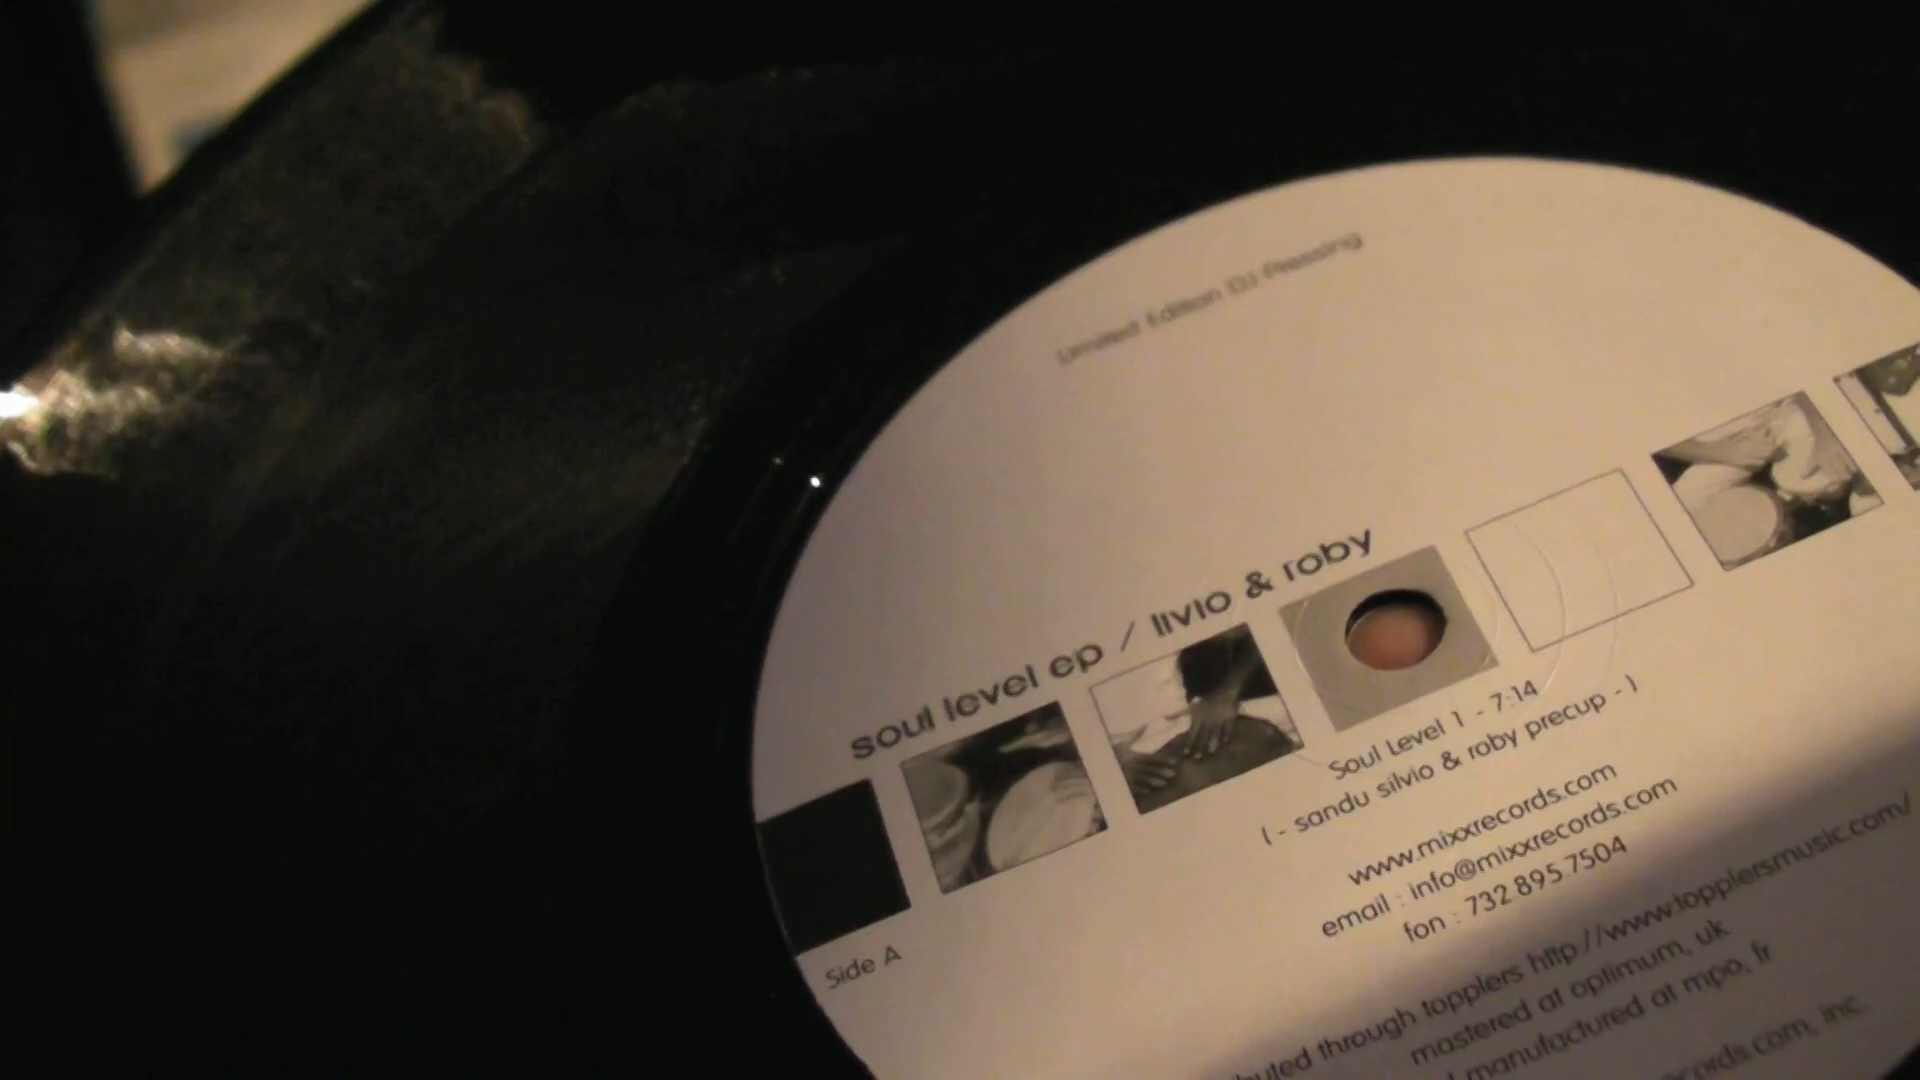 Limited Edition DJ Pressing
soul level ep / livio & roby
Side A
Soul Level 1 - 7:14
( - sandu silvio & roby precup - )
www.mixxrecords.com
email : info@mixxrecords.com
fon : 732.895.7504
through topplers http://www.topplersmusic.com/
mastered at optimum, uk
manufactured at mpo, fr
inc.